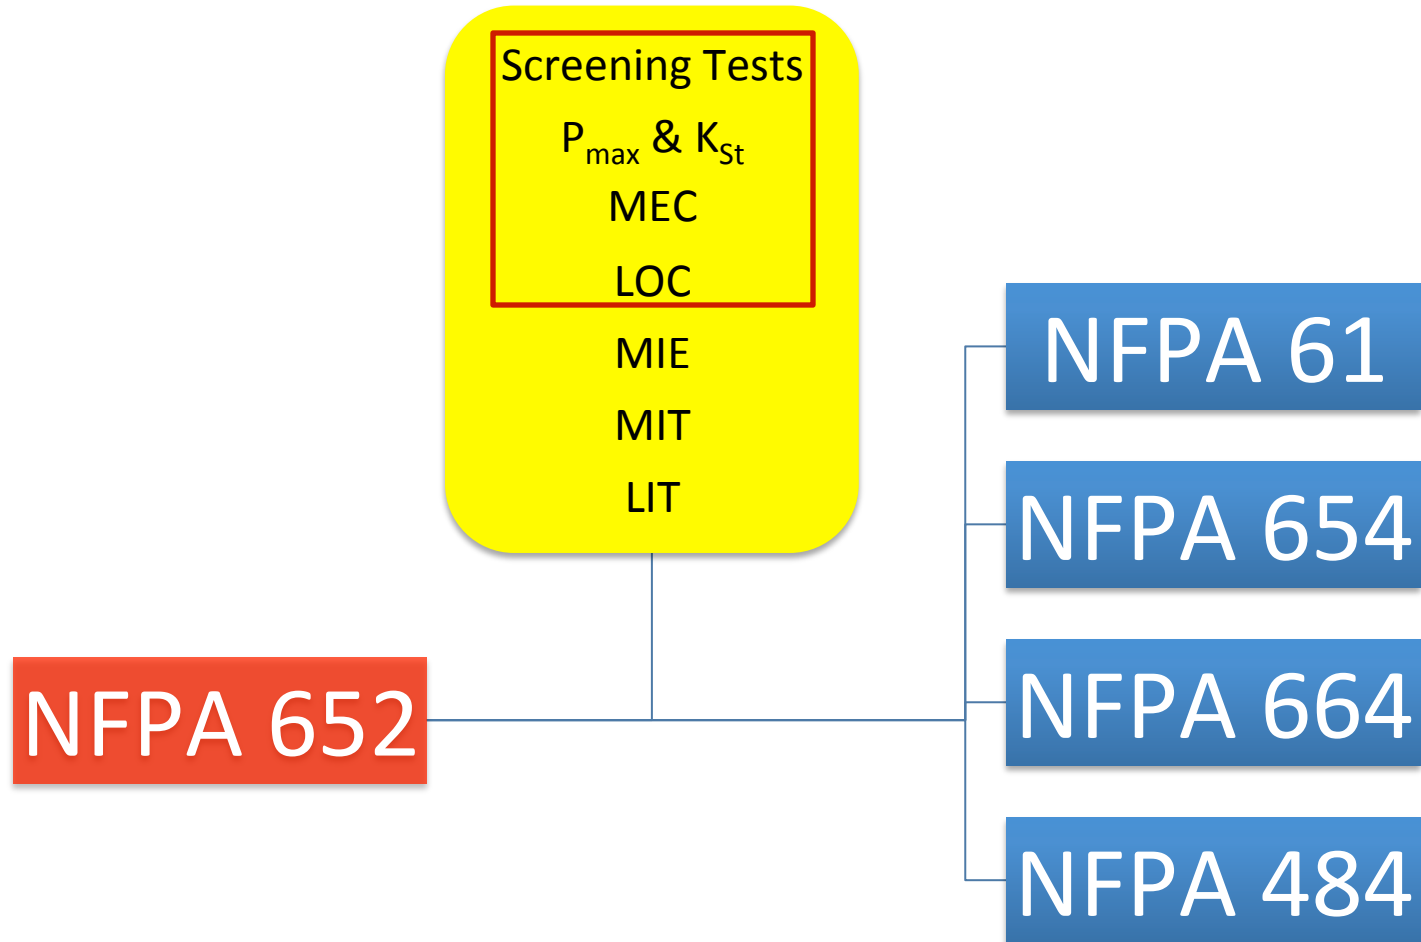 Screening Tests
Pmax & KSt
MEC
LOC
MIE
MIT
LIT
NFPA 652
NFPA 61
NFPA 654
NFPA 664
NFPA 484